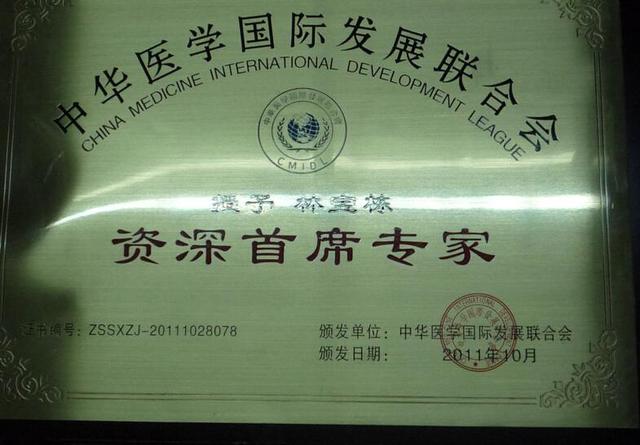 中华医学国际发展联合会
CHINA MEDICINE INTERNATIONAL DEVELOPMENT LEAGUE
CMIDL
授予
资深首席专家
证书编号：ZSSXZJ-20111028078
颁发单位：中华医学国际发展联合会
颁发日期：2011年10月